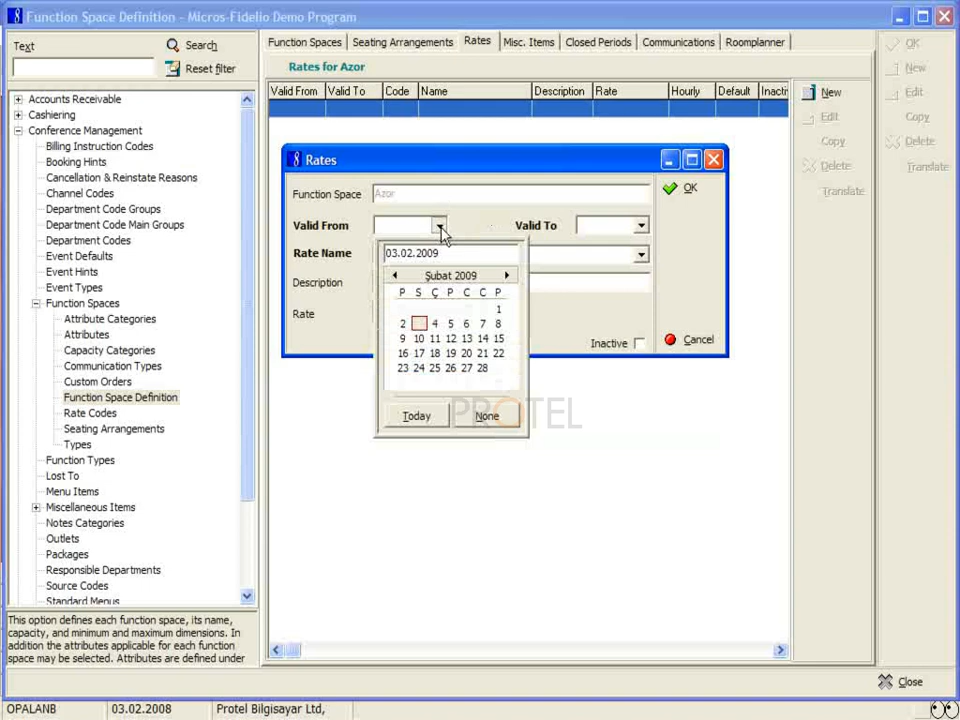 Function Space Definition - Micros-Fidelio Demo Program
Text
Search
Reset filter
Accounts Receivable
Cashiering
Conference Management
Billing Instruction Codes
Booking Hints
Cancellation & Reinstate Reasons
Channel Codes
Department Code Groups
Department Code Main Groups
Department Codes
Event Defaults
Event Hints
Event Types
Function Spaces
Attribute Categories
Attributes
Capacity Categories
Communication Types
Custom Orders
Function Space Definition
Rate Codes
Seating Arrangements
Types
Function Types
Lost To
Menu Items
Miscellaneous Items
Notes Categories
Outlets
Packages
Responsible Departments
Source Codes
Standard Menus
This option defines each function space, its name,
capacity, and minimum and maximum dimensions. In
addition the attributes applicable for each function
space may be selected. Attributes are defined under
Function Spaces Seating Arrangements Rates Misc. Items Closed Periods Communications Roomplanner
Rates for Azor
Valid From Valid To Code Name Description Rate Hourly Default Inacti
New
Edit
Copy
Delete
Translate
OK
New
Edit
Copy
Delete
Translate
Rates
Function Space Azor
OK
Valid From Valid To
Rate Name
Description
Rate
Inactive
Cancel
03.02.2009
Şubat 2009
P S Ç P C C P
1
2 4 5 6 7 8
9 10 11 12 13 14 15
16 17 18 19 20 21 22
23 24 25 26 27 28
Today None
PROTEL
Close
OPALANB 03.02.2008 Protel Bilgisayar Ltd,